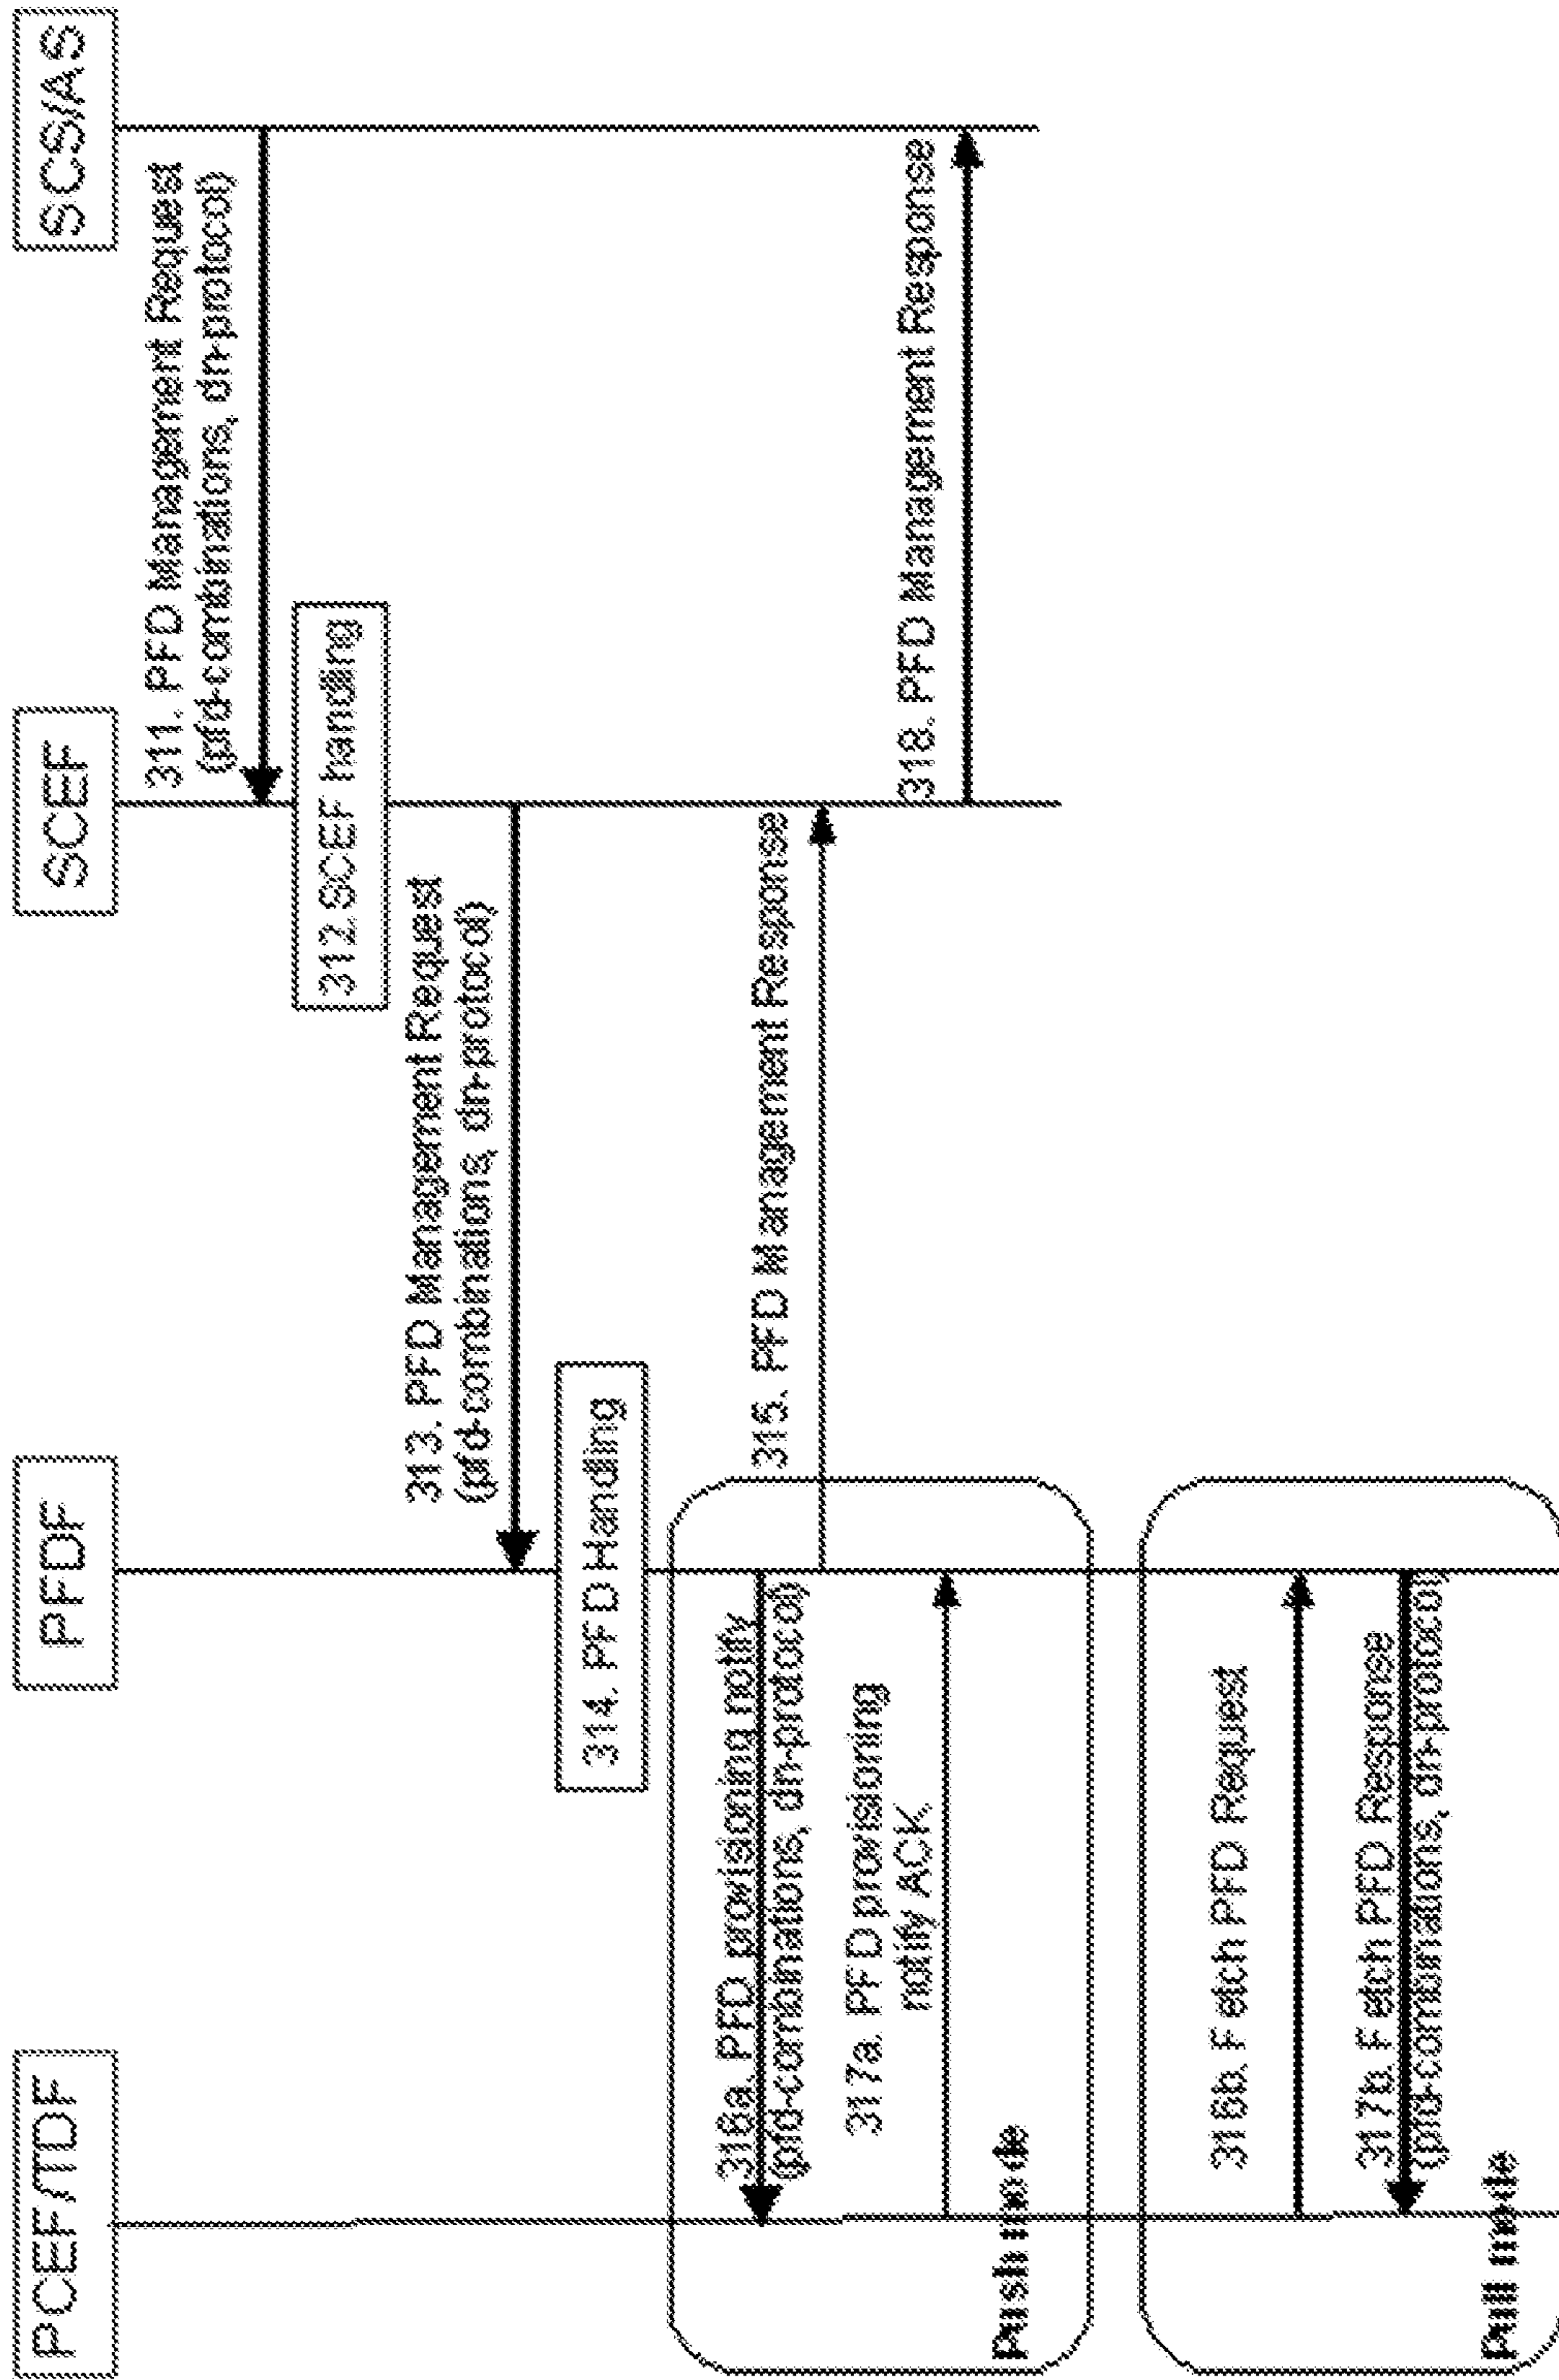 PCEF/TDF
PFDF
SCEF
SCS/AS
311. PFD Management Request
(pfd-combinations, dn-protocol)
312.SCEF handling
313. PFD Management Request
(pfd-combinations, dn-protocol)
314. PFD Handling
315. PFD Management Response
316a. PFD provisioning notify
(pfd-combinations, dn-protocol)
317a. PFD provisioning
notify ACK
Push mode
318. PFD Management Response
316b. Fetch PFD Request
317b. Fetch PFD Response
(pfd-combinations, dn-protocol)
Pull mode